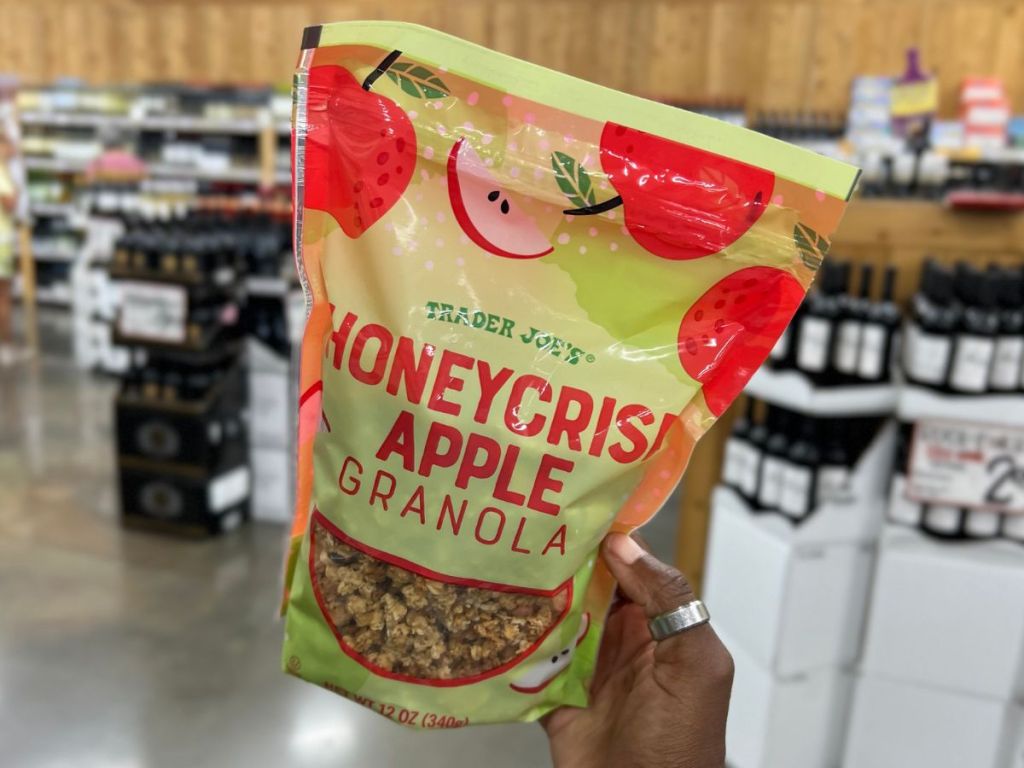 TRADER JOE'S®
HONEYCRISP
APPLE
GRANOLA
NET WT 12 OZ (340g)